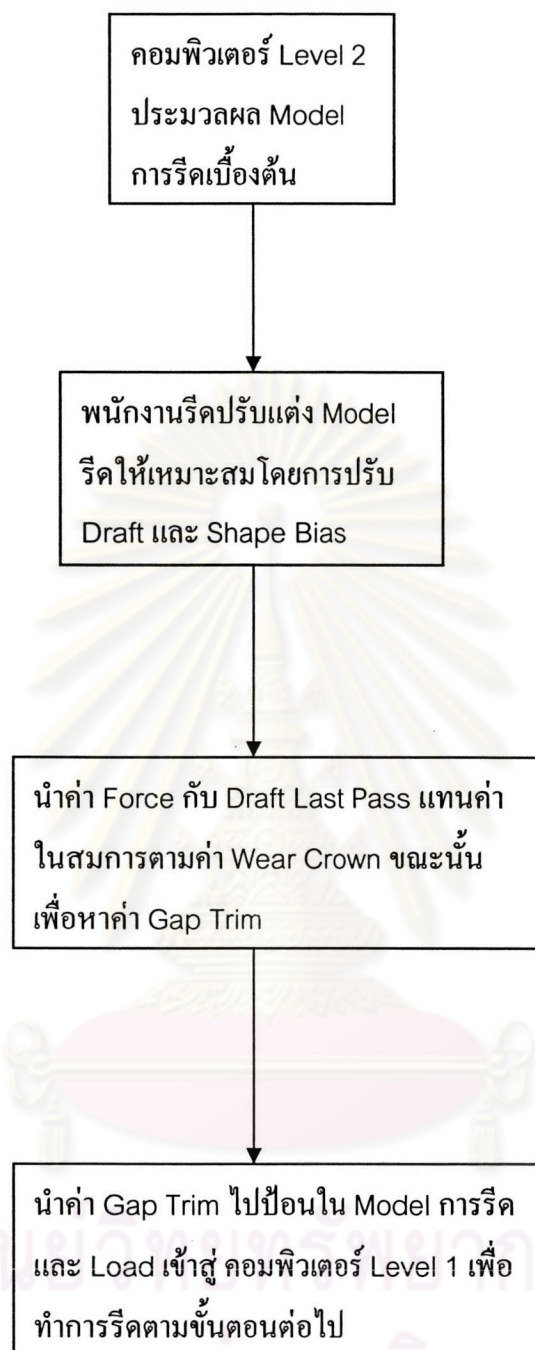 คอมพิวเตอร์ Level 2
ประมวลผล Model
การรีดเบื้องต้น
พนักงานรีดปรับแต่ง Model
รีดให้เหมาะสมโดยการปรับ
Draft และ Shape Bias
นำค่า Force กับ Draft Last Pass แทนค่า
ในสมการตามค่า Wear Crown ขณะนั้น
เพื่อหาค่า Gap Trim
นำค่า Gap Trim ไปป้อนใน Model การรีด
และ Load เข้าสู่ คอมพิวเตอร์ Level 1 เพื่อ
ทำการรีดตามขั้นตอนต่อไป